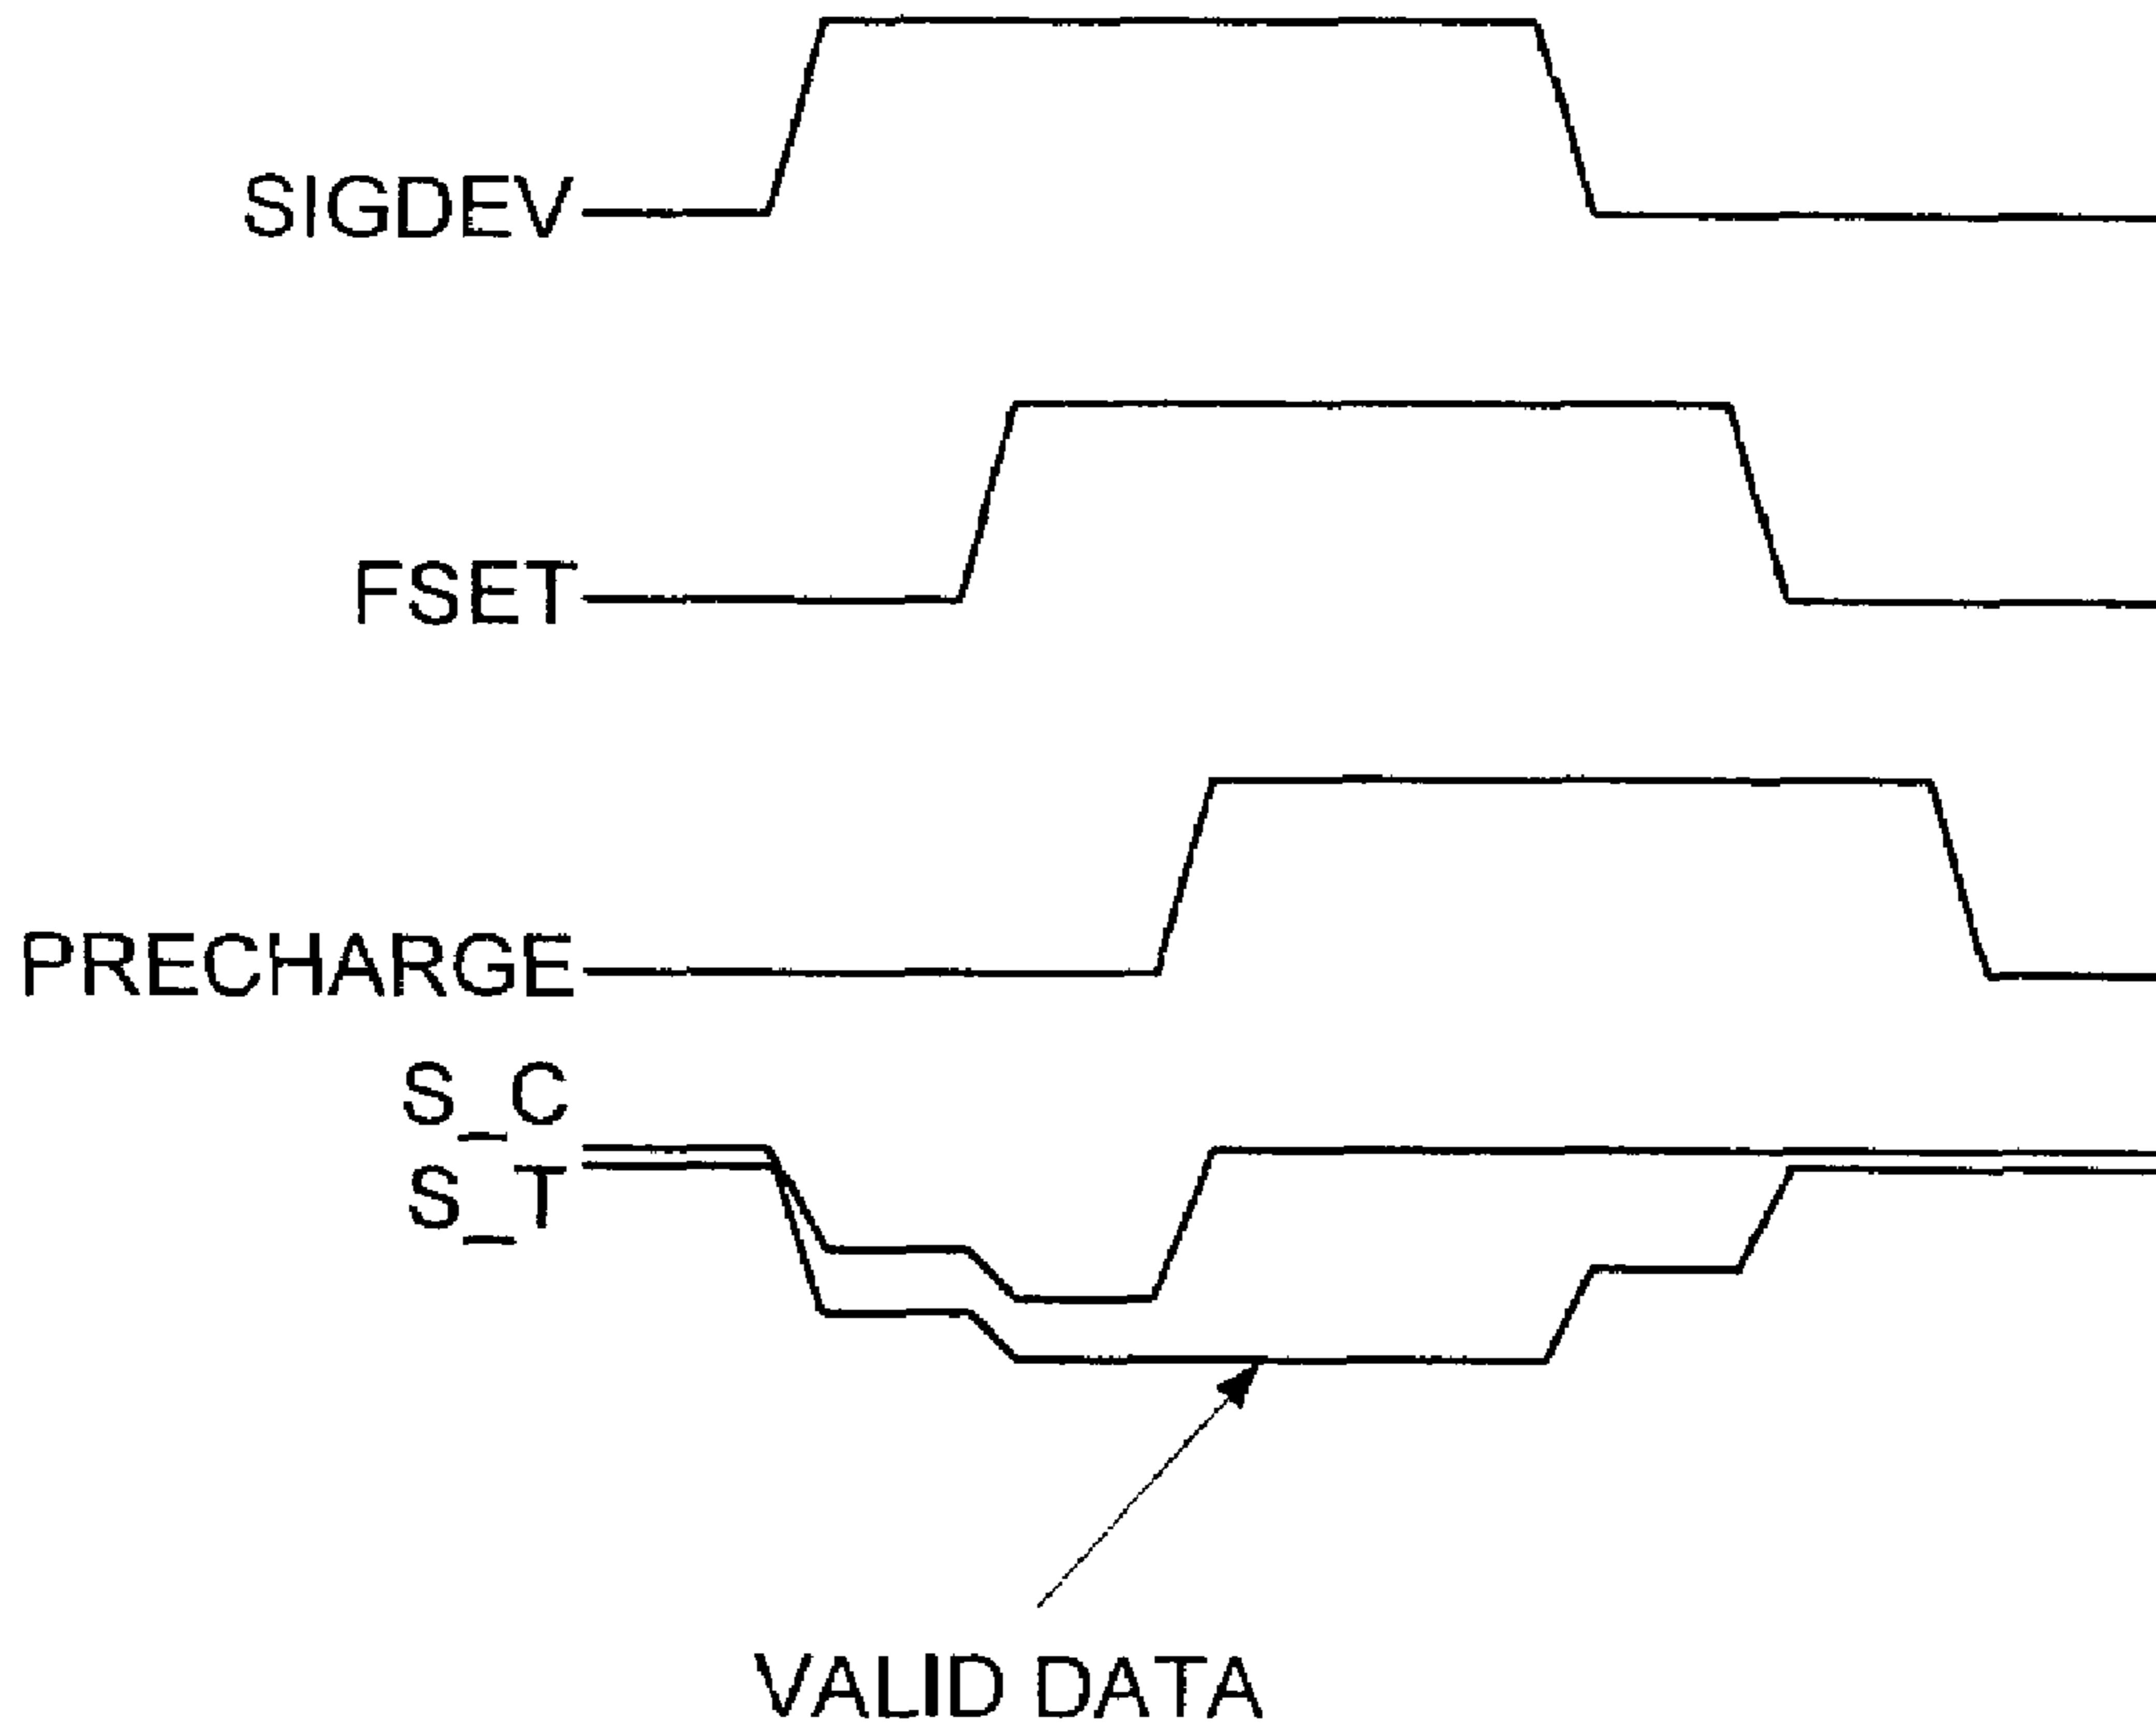 SIGDEV
FSET
PRECHARGE
S_C
S_T
VALID DATA